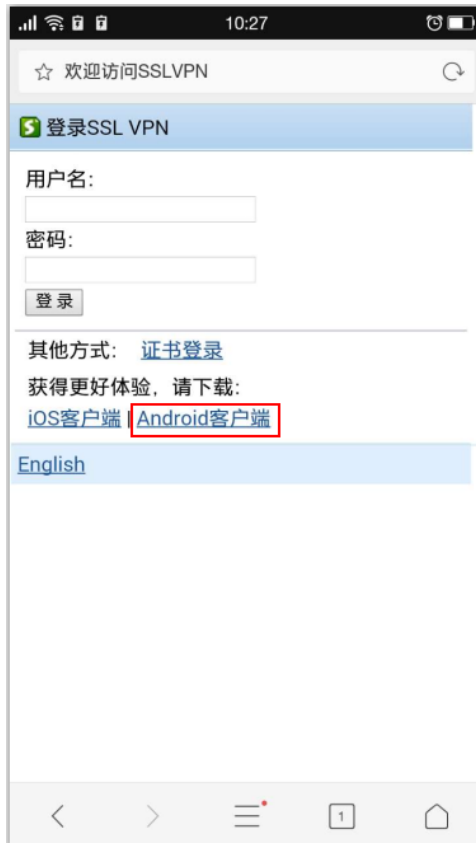 10:27
欢迎访问SSLVPN
登录SSL VPN
用户名:
密码:
登 录
其他方式: 证书登录
获得更好体验，请下载:
iOS客户端 | Android客户端
English
1